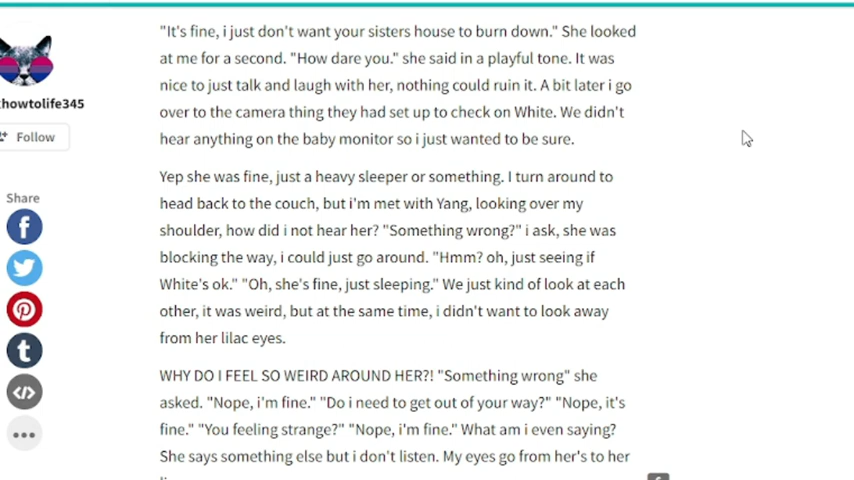 "It's fine, i just don't want your sisters house to burn down." She looked
at me for a second. "How dare you." she said in a playful tone. It was
nice to just talk and laugh with her, nothing could ruin it. A bit later i go
over to the camera thing they had set up to check on White. We didn't
hear anything on the baby monitor so i just wanted to be sure.
howtolife345
Follow
Yep she was fine, just a heavy sleeper or something. I turn around to
head back to the couch, but i'm met with Yang, looking over my
shoulder, how did i not hear her? "Something wrong?" i ask, she was
blocking the way, i could just go around. "Hmm? oh, just seeing if
White's ok." "Oh, she's fine, just sleeping." We just kind of look at each
other, it was weird, but at the same time, i didn't want to look away
from her lilac eyes.
Share
WHY DO I FEEL SO WEIRD AROUND HER?! "Something wrong" she
asked. "Nope, i'm fine." "Do i need to get out of your way?" "Nope, it's
fine." "You feeling strange?" "Nope, i'm fine." What am i even saying?
She says something else but i don't listen. My eyes go from her's to her